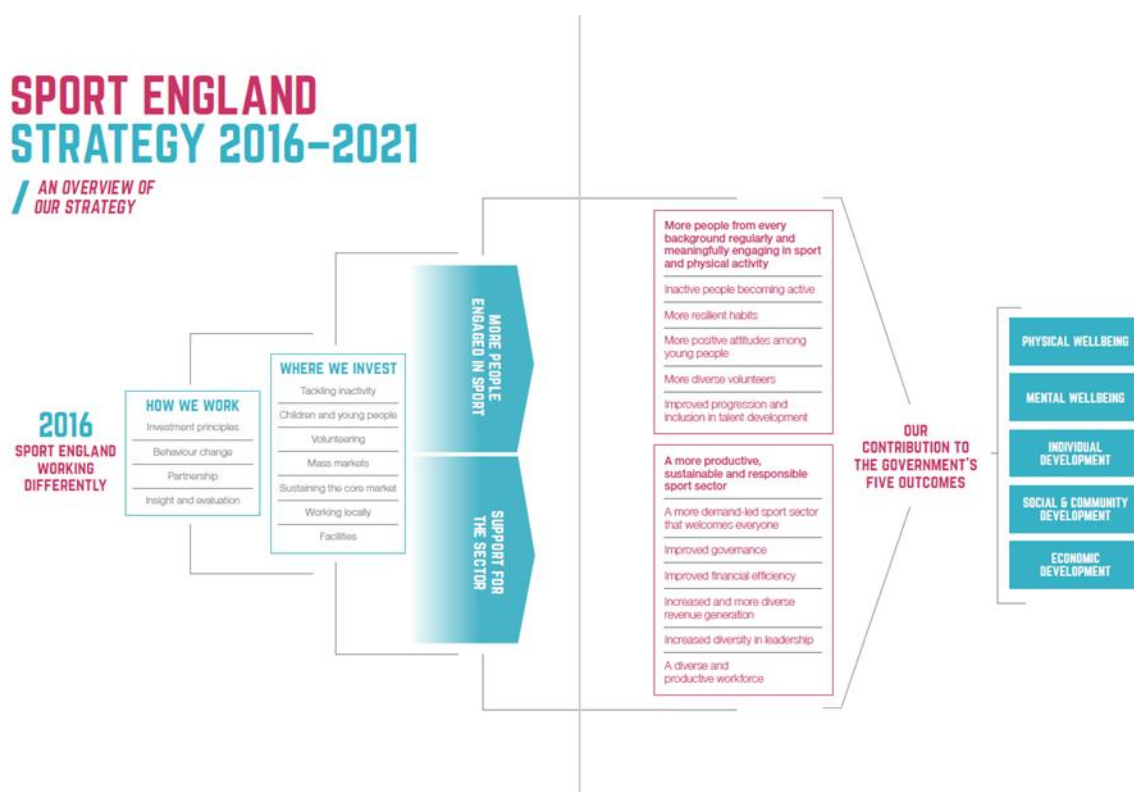 SPORT ENGLAND
STRATEGY 2016–2021
/ AN OVERVIEW OF
OUR STRATEGY
2016
SPORT ENGLAND
WORKING
DIFFERENTLY
HOW WE WORK
Investment principles
Behaviour change
Partnership
Insight and evaluation
WHERE WE INVEST
Tackling inactivity
Children and young people
Volunteering
Mass markets
Sustaining the core market
Working locally
Facilities
MORE PEOPLE
ENGAGED IN SPORT
SUPPORT FOR
THE SECTOR
More people from every
background regularly and
meaningfully engaging in sport
and physical activity
Inactive people becoming active
More resilient habits
More positive attitudes among
young people
More diverse volunteers
Improved progression and
inclusion in talent development
A more productive,
sustainable and responsible
sport sector
A more demand-led sport sector
that welcomes everyone
Improved governance
Improved financial efficiency
Increased and more diverse
revenue generation
Increased diversity in leadership
A diverse and
productive workforce
OUR
CONTRIBUTION TO
THE GOVERNMENT'S
FIVE OUTCOMES
PHYSICAL WELLBEING
MENTAL WELLBEING
INDIVIDUAL
DEVELOPMENT
SOCIAL & COMMUNITY
DEVELOPMENT
ECONOMIC
DEVELOPMENT